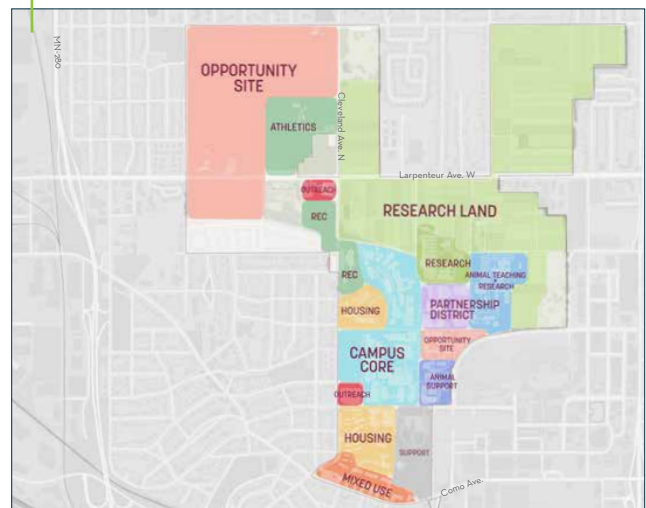 MN-280
OPPORTUNITY
SITE
Cleveland Ave. N
ATHLETICS
Larpenteur Ave. W
OUTREACH
RESEARCH LAND
REC
RESEARCH
REC
ANIMAL TEACHING
+
RESEARCH
PARTNERSHIP
DISTRICT
HOUSING
OPPORTUNITY
SITE
CAMPUS
CORE
ANIMAL
SUPPORT
OUTREACH
HOUSING
SUPPORT
MIXED USE
Como Ave.